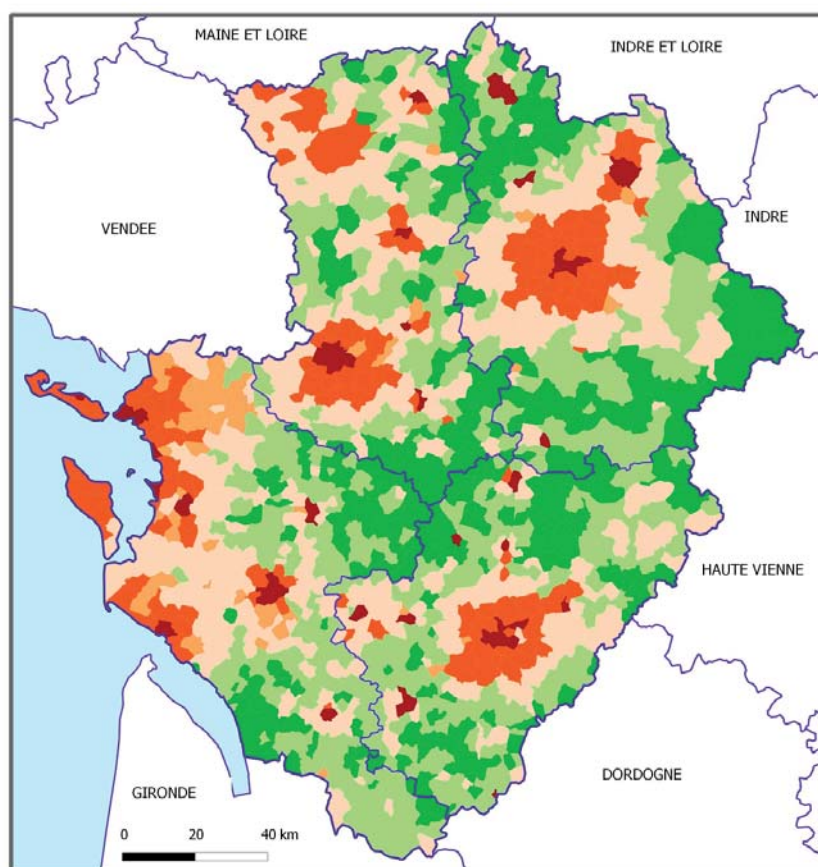 MAINE ET LOIRE
INDRE ET LOIRE
VENDEE
INDRE
HAUTE VIENNE
DORDOGNE
GIRONDE
0 20 40 km